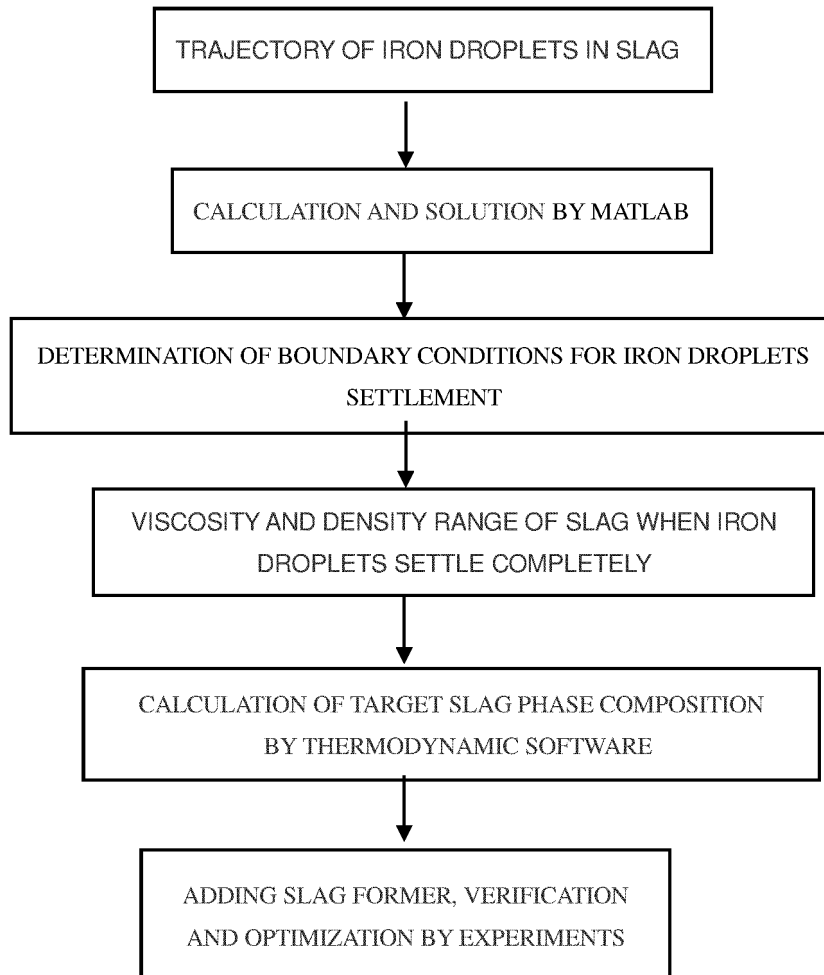 TRAJECTORY OF IRON DROPLETS IN SLAG
CALCULATION AND SOLUTION BY MATLAB
DETERMINATION OF BOUNDARY CONDITIONS FOR IRON DROPLETS
SETTLEMENT
VISCOSITY AND DENSITY RANGE OF SLAG WHEN IRON
DROPLETS SETTLE COMPLETELY
CALCULATION OF TARGET SLAG PHASE COMPOSITION
BY THERMODYNAMIC SOFTWARE
ADDING SLAG FORMER, VERIFICATION
AND OPTIMIZATION BY EXPERIMENTS